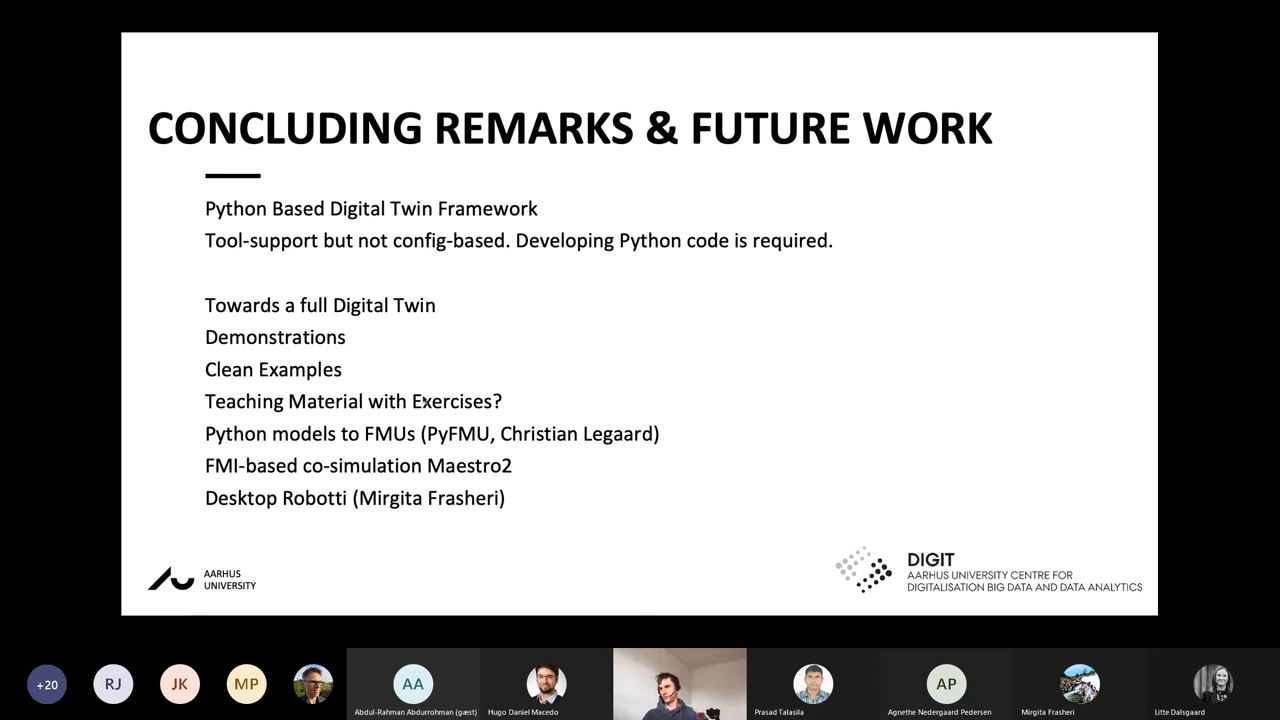 CONCLUDING REMARKS & FUTURE WORK
Python Based Digital Twin Framework
Tool-support but not config-based. Developing Python code is required.
Towards a full Digital Twin
Demonstrations
Clean Examples
Teaching Material with Exercises?
Python models to FMUs (PyFMU, Christian Legaard)
FMI-based co-simulation Maestro2
Desktop Robotti (Mirgita Frasheri)
AARHUS
UNIVERSITY
DIGIT
AARHUS UNIVERSITY CENTRE FOR
DIGITALISATION BIG DATA AND DATA ANALYTICS
+20
RJ
JK
MP
AA
AP
Abdul-Rahman Abdurrohman (gæst)
Hugo Daniel Macedo
Prasad Talasila
Agnethe Nedergaard Pedersen
Mirgita Frasheri
Litte Dalsgaard